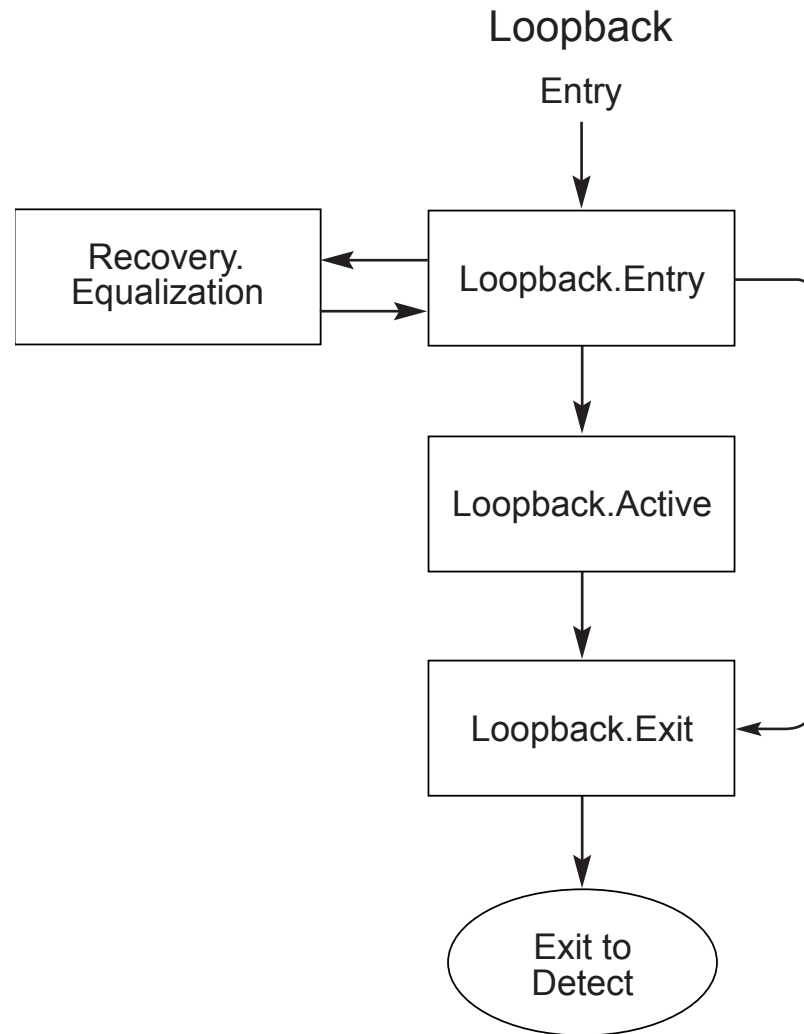 Loopback
Entry
Recovery.
Equalization
Loopback.Entry
Loopback.Active
Loopback.Exit
Exit to
Detect